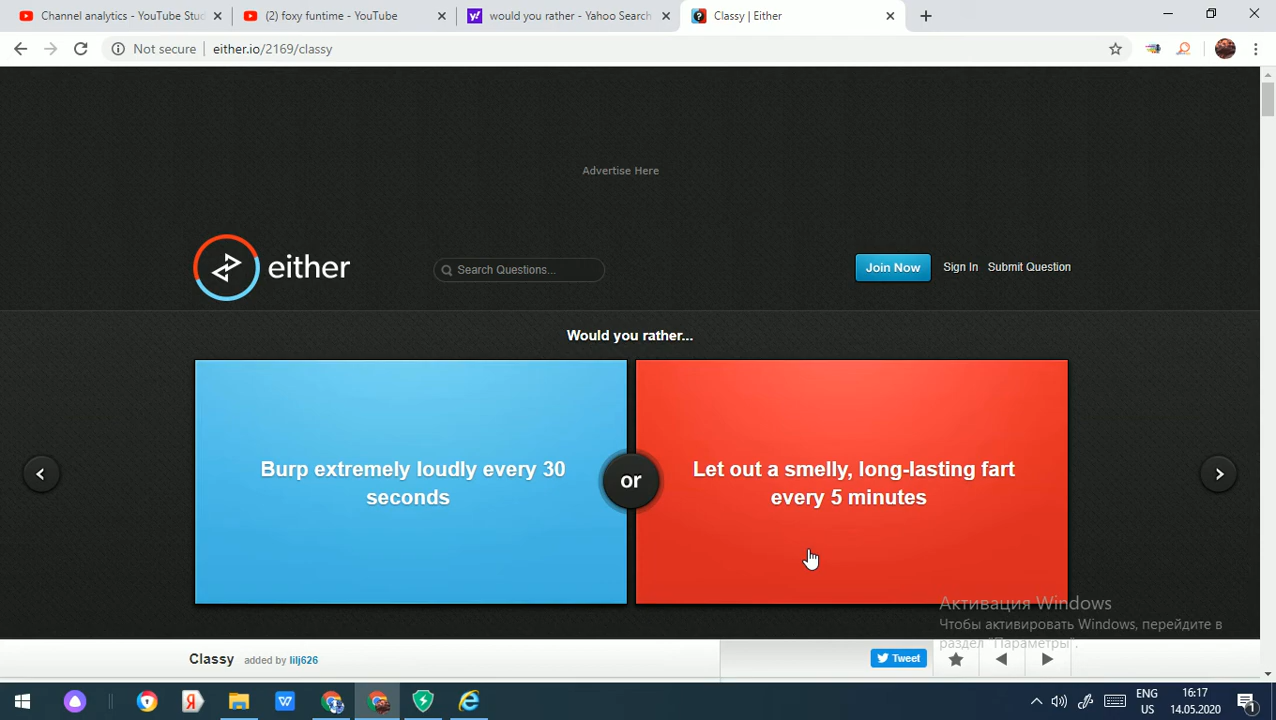 Channel analytics - YouTube Stud
(2) foxy funtime - YouTube
would you rather - Yahoo Search
Classy | Either
Not secure
either.io/2169/classy
Advertise Here
either
Search Questions...
Join Now
Sign In
Submit Question
Would you rather...
Burp extremely loudly every 30
seconds
or
Let out a smelly, long-lasting fart
every 5 minutes
Активация Windows
Чтобы активировать Windows, перейдите в
раздел "Параметры".
Classy added by lilj626
Tweet
ENG
US
16:17
14.05.2020
1